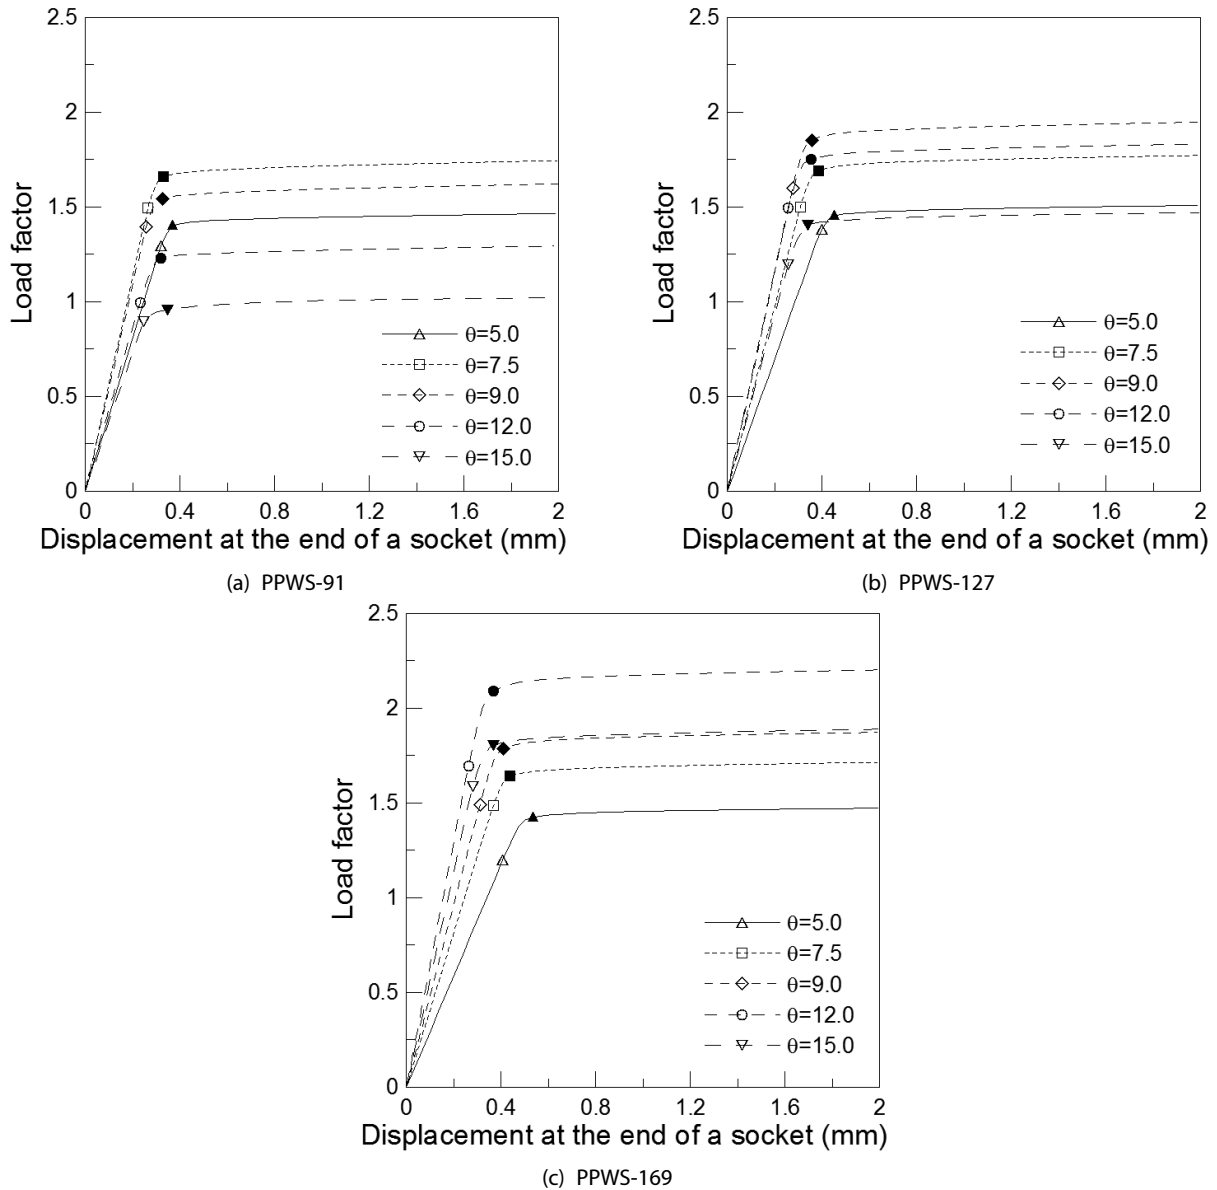 2.5
2
1.5
1
0.5
0
Load factor
θ=5.0
θ=7.5
θ=9.0
θ=12.0
θ=15.0
0 0.4 0.8 1.2 1.6 2
Displacement at the end of a socket (mm)
(a) PPWS-91
2.5
2
1.5
1
0.5
0
Load factor
θ=5.0
θ=7.5
θ=9.0
θ=12.0
θ=15.0
0 0.4 0.8 1.2 1.6 2
Displacement at the end of a socket (mm)
(b) PPWS-127
2.5
2
1.5
1
0.5
0
Load factor
θ=5.0
θ=7.5
θ=9.0
θ=12.0
θ=15.0
0 0.4 0.8 1.2 1.6 2
Displacement at the end of a socket (mm)
(c) PPWS-169